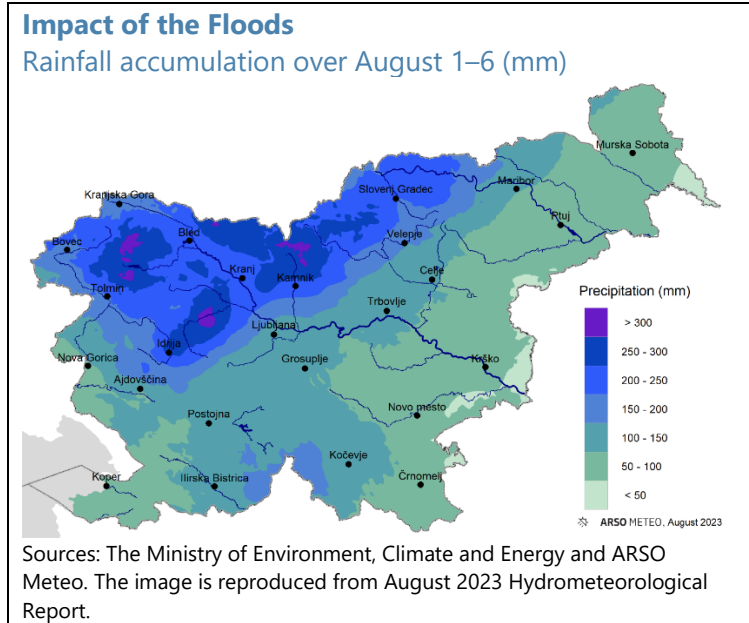 Impact of the Floods
Rainfall accumulation over August 1–6 (mm)
Murska Sobota
Maribor
Slovenj Gradec
Kranjska Gora
Ptuj
Bled
Velenje
Bovec
Celje
Kranj
Kamnik
Tolmin
Precipitation (mm)
Trbovlje
> 300
Ljubljana
250 - 300
Idrija
Nova Gorica
Grosuplje
Krško
200 - 250
Ajdovščina
150 - 200
Postojna
Novo mesto
100 - 150
Kočevje
50 - 100
Koper
Ilirska Bistrica
Črnomelj
< 50
ARSO METEO, August 2023
Sources: The Ministry of Environment, Climate and Energy and ARSO
Meteo. The image is reproduced from August 2023 Hydrometeorological
Report.